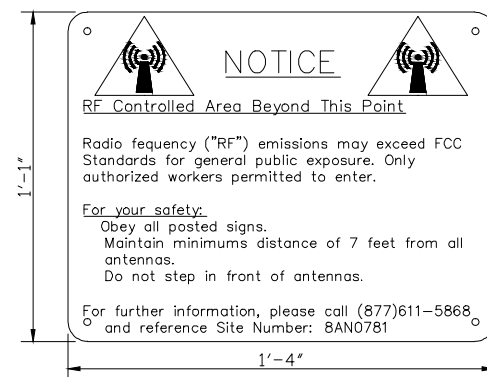 NOTICE
RF Controlled Area Beyond This Point
Radio fequency ("RF") emissions may exceed FCC
Standards for general public exposure. Only
authorized workers permitted to enter.
For your safety:
Obey all posted signs.
Maintain minimums distance of 7 feet from all
antennas.
Do not step in front of antennas.
For further information, please call (877)611-5868
and reference Site Number: 8AN0781
1'-1"
1'-4"